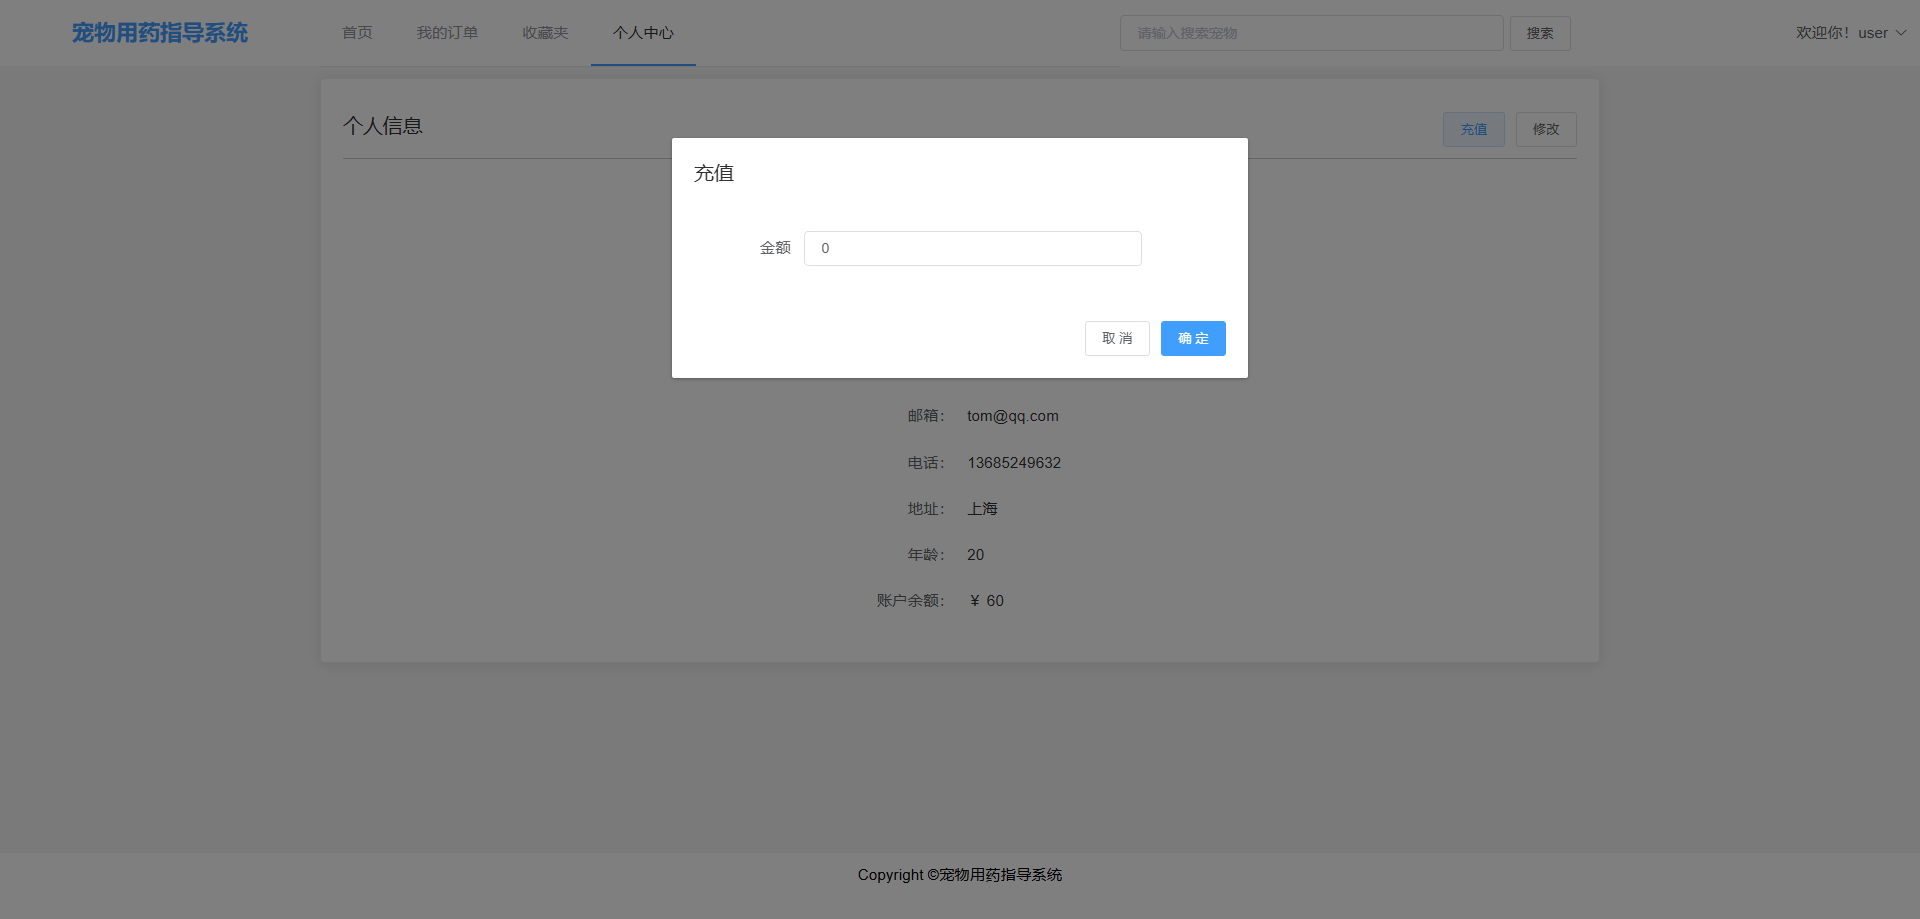 宠物用药指导系统
首页
我的订单
收藏夹
个人中心
请输入搜索宠物
搜索
欢迎你！user
个人信息
充值
修改
充值
金额
0
取 消
确 定
邮箱： tom@qq.com
电话： 13685249632
地址： 上海
年龄： 20
账户余额： ￥ 60
Copyright ©宠物用药指导系统